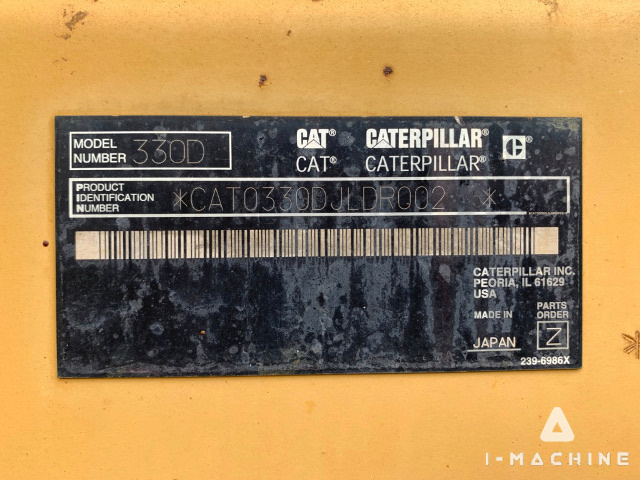 MODEL NUMBER 330D
CAT® CATERPILLAR® C
CAT® CATERPILLAR®
PRODUCT IDENTIFICATION NUMBER *CAT0330DJLDR002 *
CATERPILLAR INC.
PEORIA, IL 61629
USA
MADE IN JAPAN
PARTS ORDER Z
239-6986X
I-MACHINE